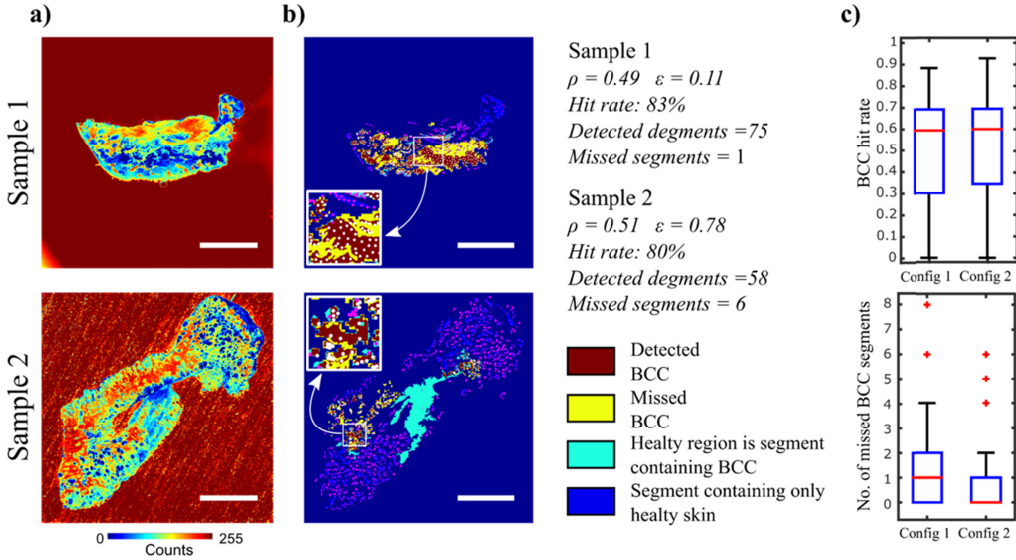 a)
b)
c)
Sample 1
Sample 2
0
255
Counts
Sample 1
ρ = 0.49 ε = 0.11
Hit rate: 83%
Detected degments =75
Missed segments = 1
Sample 2
ρ = 0.51 ε = 0.78
Hit rate: 80%
Detected degments =58
Missed segments = 6
Detected
BCC
Missed
BCC
Healty region is segment
containing BCC
Segment containing only
healty skin
BCC hit rate
1
0.9
0.8
0.7
0.6
0.5
0.4
0.3
0.2
0.1
0
Config 1 Config 2
No. of missed BCC segments
8
7
6
5
4
3
2
1
0
Config 1 Config 2